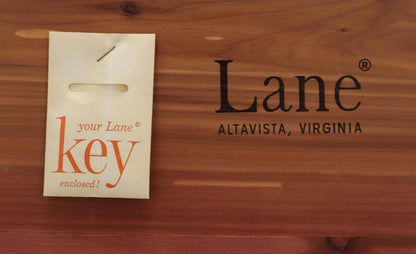 your Lane®
key
enclosed!
Lane®
ALTAVISTA, VIRGINIA